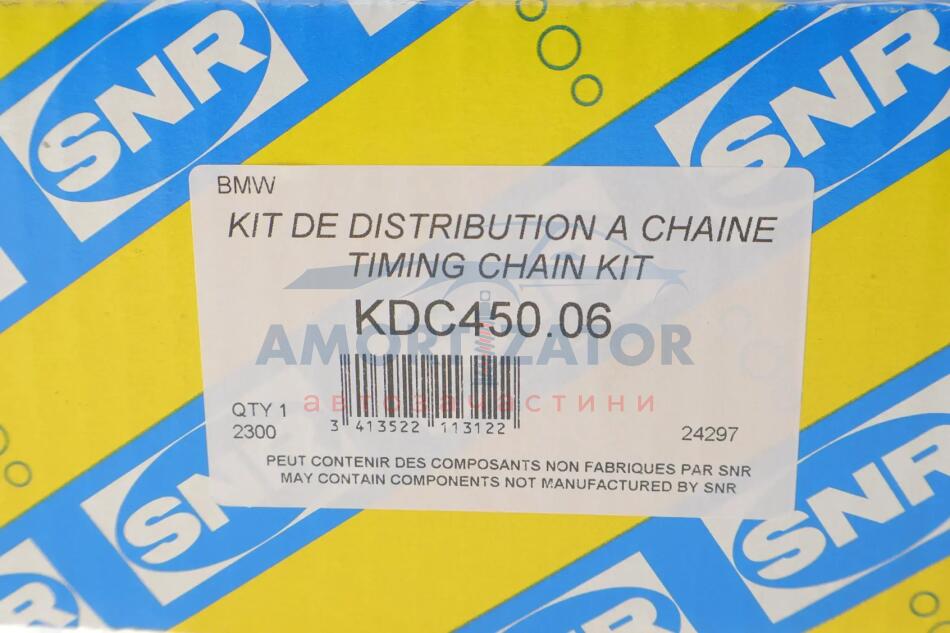 SNR
SNR
BMW
KIT DE DISTRIBUTION A CHAINE
TIMING CHAIN KIT
KDC450.06
AMORTIZATOR
автозапчастини
QTY 1
2300
3 413522 113122
24297
PEUT CONTENIR DES COMPOSANTS NON FABRIQUES PAR SNR
MAY CONTAIN COMPONENTS NOT MANUFACTURED BY SNR
SNR
SNR
SNR